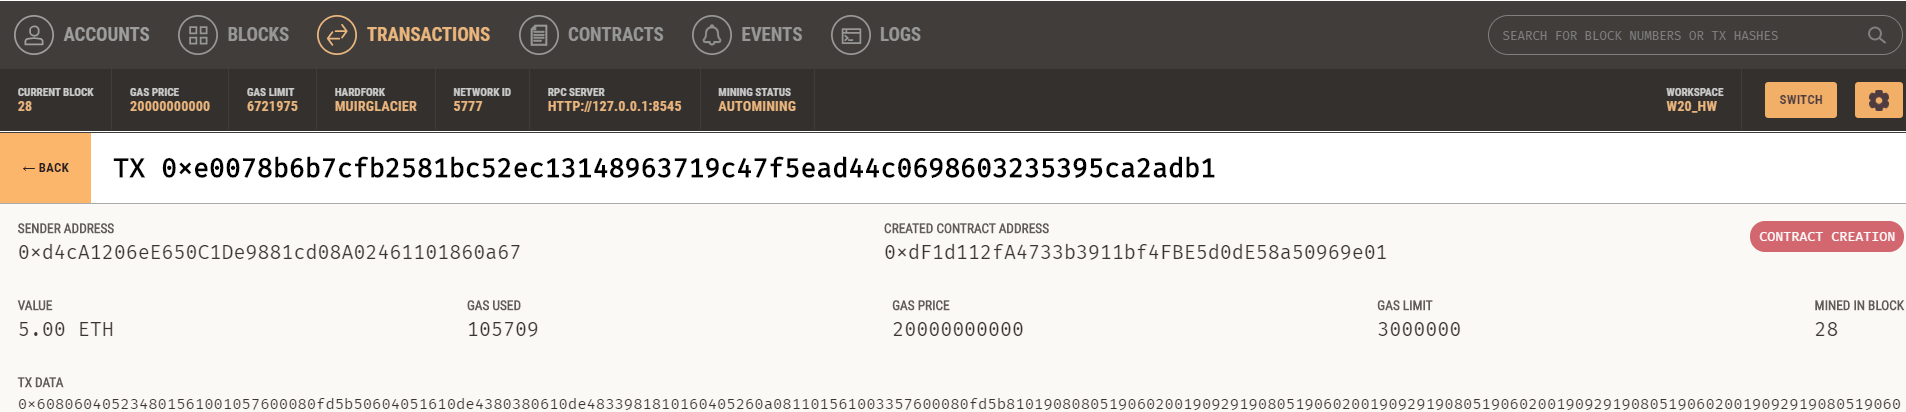 ACCOUNTS BLOCKS TRANSACTIONS CONTRACTS EVENTS LOGS SEARCH FOR BLOCK NUMBERS OR TX HASHES
CURRENT BLOCK GAS PRICE GAS LIMIT HARDFORK NETWORK ID RPC SERVER MINING STATUS WORKSPACE
28 20000000000 6721975 MUIRGLACIER 5777 HTTP://127.0.0.1:8545 AUTOMINING W20_HW SWITCH
← BACK TX 0×e0078b6b7cfb2581bc52ec13148963719c47f5ead44c0698603235395ca2adb1
SENDER ADDRESS CREATED CONTRACT ADDRESS
0×d4cA1206eE650C1De9881cd08A02461101860a67 0×dF1d112fA4733b3911bf4FBE5d0dE58a50969e01 CONTRACT CREATION
VALUE GAS USED GAS PRICE GAS LIMIT MINED IN BLOCK
5.00 ETH 105709 20000000000 3000000 28
TX DATA
0×608060405234801561001057600080fd5b50604051610de4380380610de4833981810160405260a081101561003357600080fd5b8101908080519060200190929190805190602001909291908051906020019092919080519060200190929190805190​60